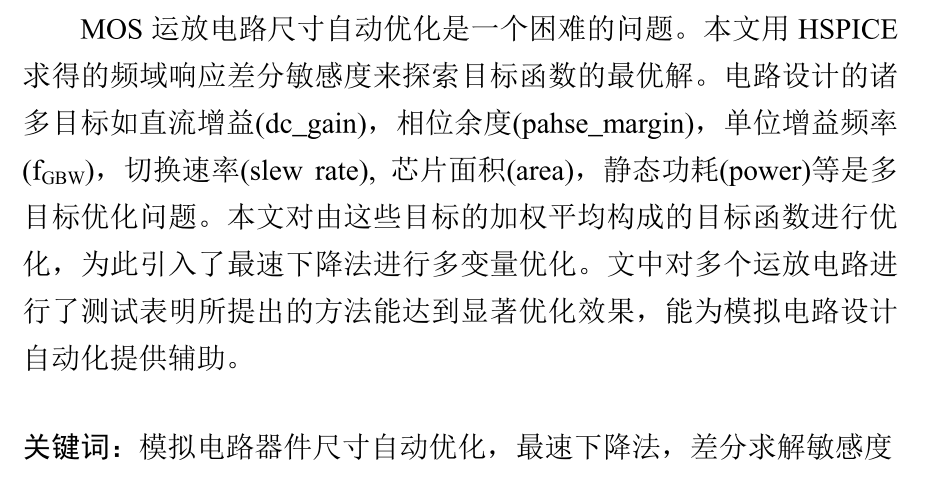 MOS 运放电路尺寸自动优化是一个困难的问题。本文用 HSPICE
求得的频域响应差分敏感度来探索目标函数的最优解。电路设计的诸
多目标如直流增益(dc_gain)，相位余度(pahse_margin)，单位增益频率
(fGBW)，切换速率(slew rate), 芯片面积(area)，静态功耗(power)等是多
目标优化问题。本文对由这些目标的加权平均构成的目标函数进行优
化，为此引入了最速下降法进行多变量优化。文中对多个运放电路进
行了测试表明所提出的方法能达到显著优化效果，能为模拟电路设计
自动化提供辅助。
关键词：模拟电路器件尺寸自动优化，最速下降法，差分求解敏感度